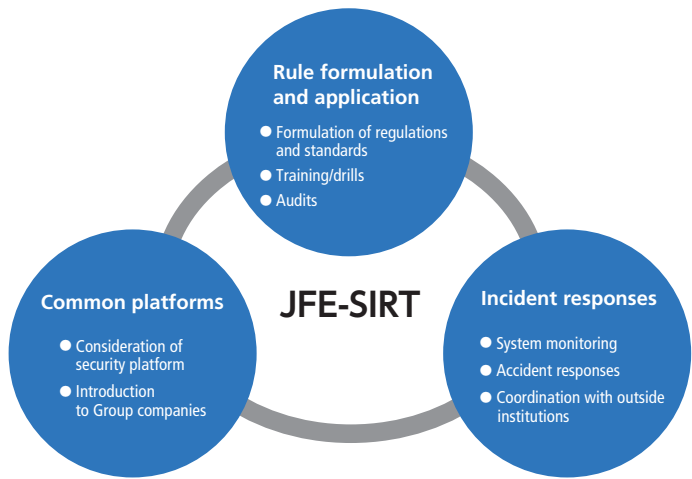 Rule formulation
and application
● Formulation of regulations
and standards
● Training/drills
● Audits
JFE-SIRT
Common platforms
● Consideration of
security platform
● Introduction
to Group companies
Incident responses
● System monitoring
● Accident responses
● Coordination with outside
institutions